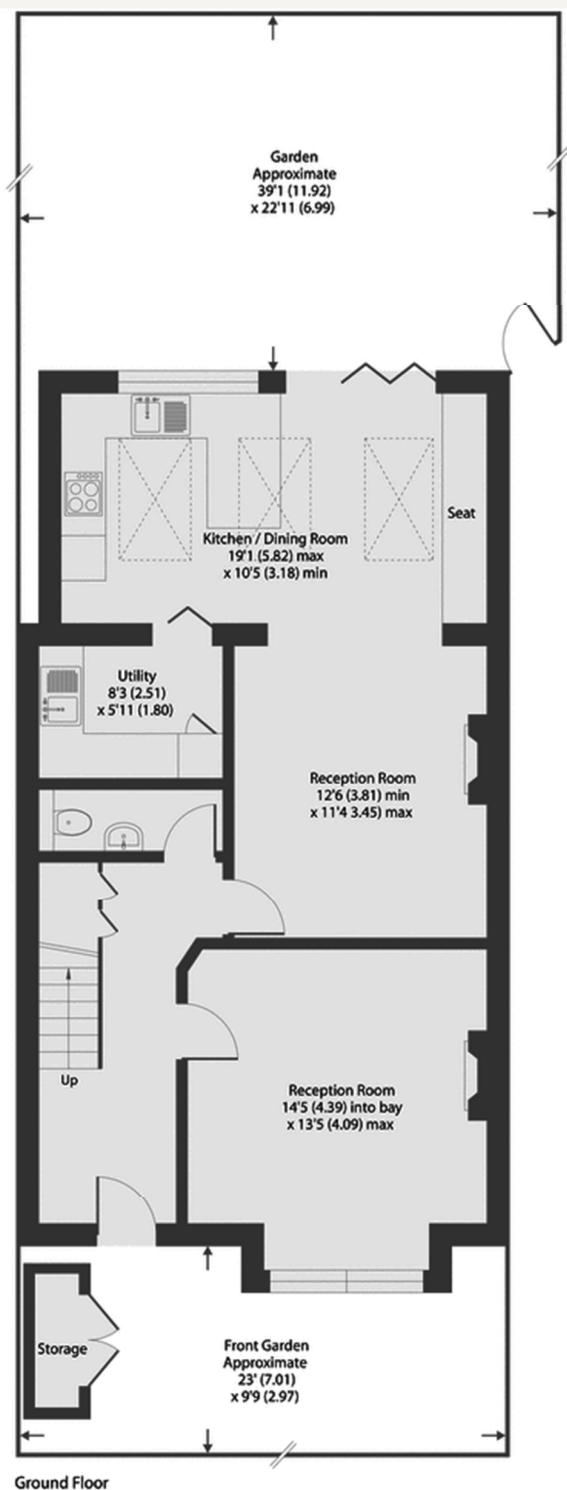 Garden
Approximate
39'1 (11.92)
x 22'11 (6.99)
Kitchen / Dining Room
19'1 (5.82) max
x 10'5 (3.18) min
Seat
Utility
8'3 (2.51)
x 5'11 (1.80)
Reception Room
12'6 (3.81) min
x 11'4 3.45) max
Up
Reception Room
14'5 (4.39) into bay
x 13'5 (4.09) max
Storage
Front Garden
Approximate
23' (7.01)
x 9'9 (2.97)
Ground Floor